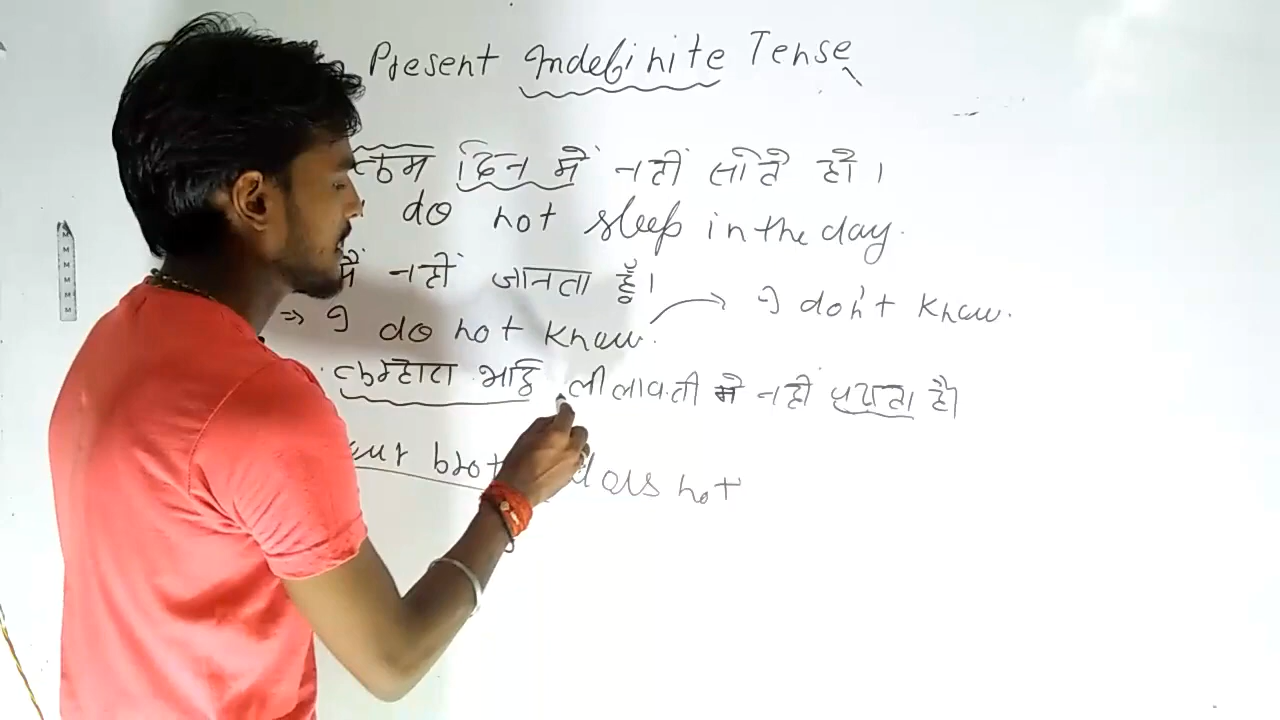 Present Indefinite Tense
तुम दिन में नहीं सोते हो।
do not sleep in the day.
मैं नहीं जानता हूँ।
⇒ I do not know. → I don't know.
तुम्हारा भाई लीलावती में नहीं है।
does not